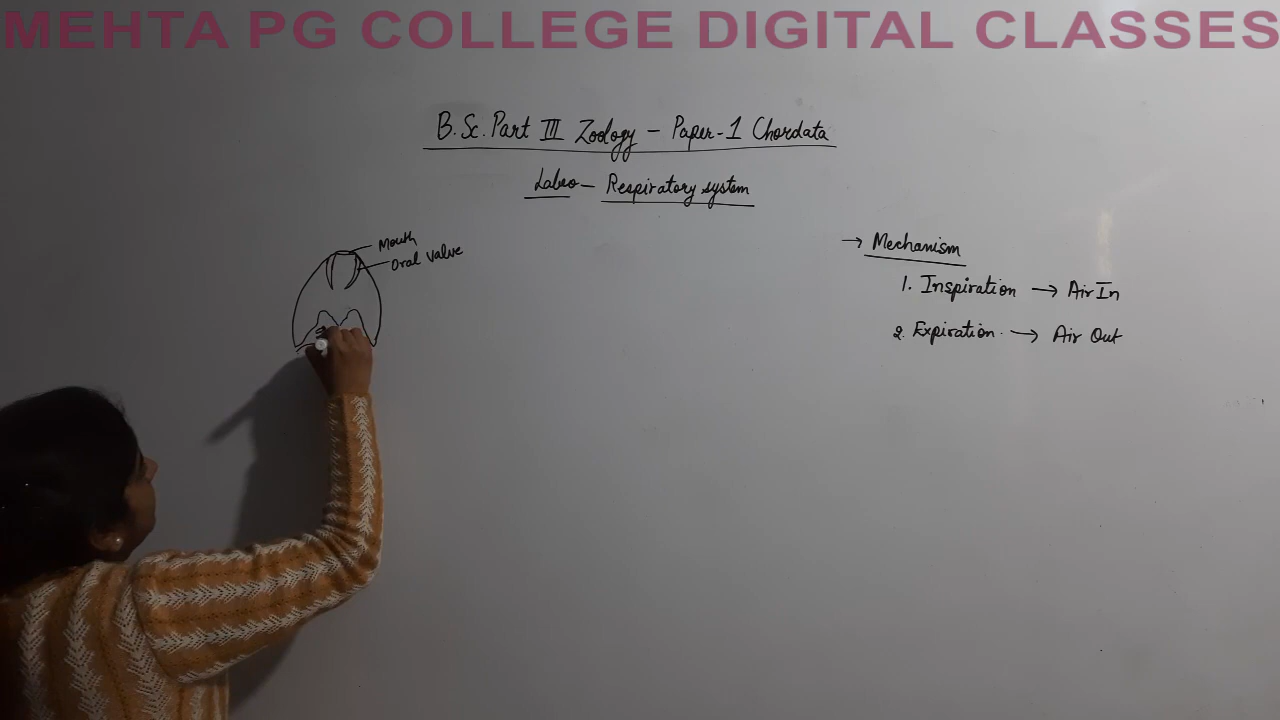 MEHTA PG COLLEGE DIGITAL CLASSES
B.Sc. Part III Zoology - Paper-1 Chordata
Labeo - Respiratory system
Mouth
Oral Valve
→ Mechanism
1. Inspiration → Air In
2. Expiration → Air Out